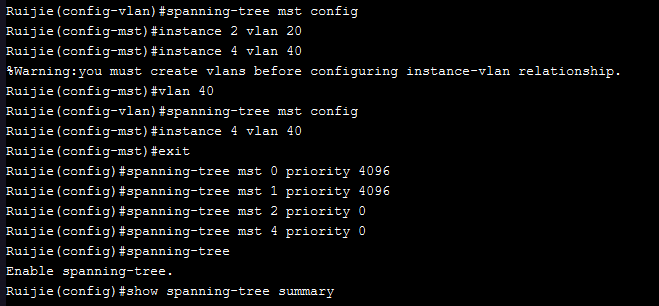 Ruijie(config-vlan)#spanning-tree mst config
Ruijie(config-mst)#instance 2 vlan 20
Ruijie(config-mst)#instance 4 vlan 40
%Warning:you must create vlans before configuring instance-vlan relationship.
Ruijie(config-mst)#vlan 40
Ruijie(config-vlan)#spanning-tree mst config
Ruijie(config-mst)#instance 4 vlan 40
Ruijie(config-mst)#exit
Ruijie(config)#spanning-tree mst 0 priority 4096
Ruijie(config)#spanning-tree mst 1 priority 4096
Ruijie(config)#spanning-tree mst 2 priority 0
Ruijie(config)#spanning-tree mst 4 priority 0
Ruijie(config)#spanning-tree
Enable spanning-tree.
Ruijie(config)#show spanning-tree summary